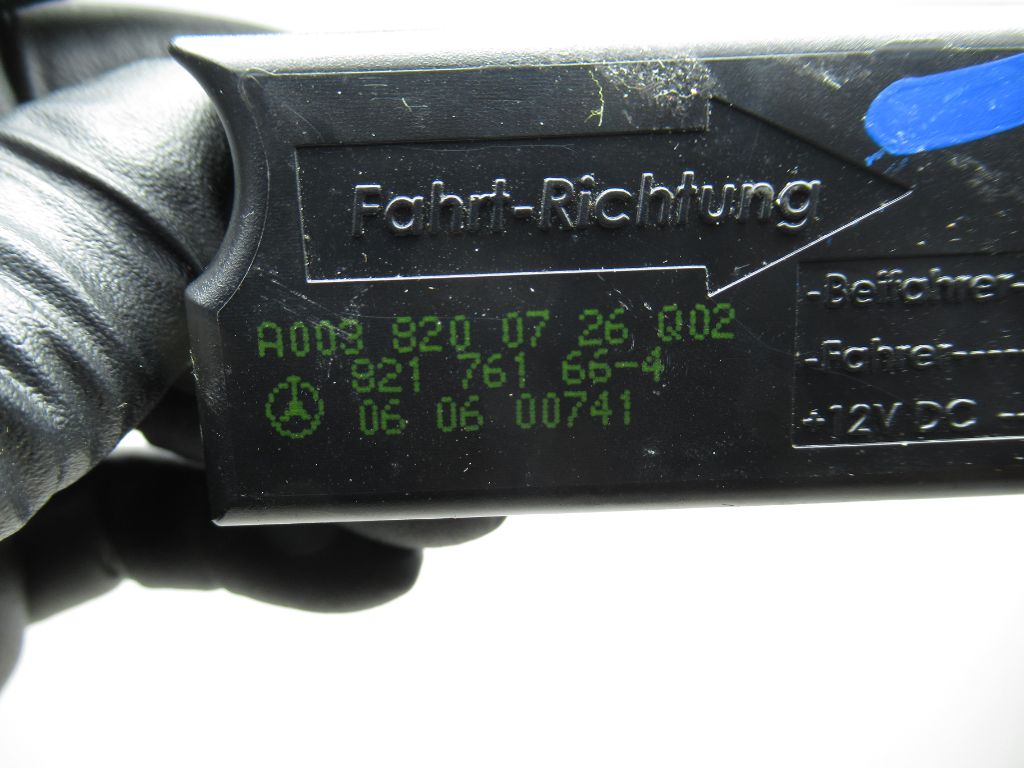 Fahrt-Richtung
A003 820 07 26 Q02
821 761 66-4
06 06 00741
-Beifahrer-
-Fahrer-----
+12V DC --